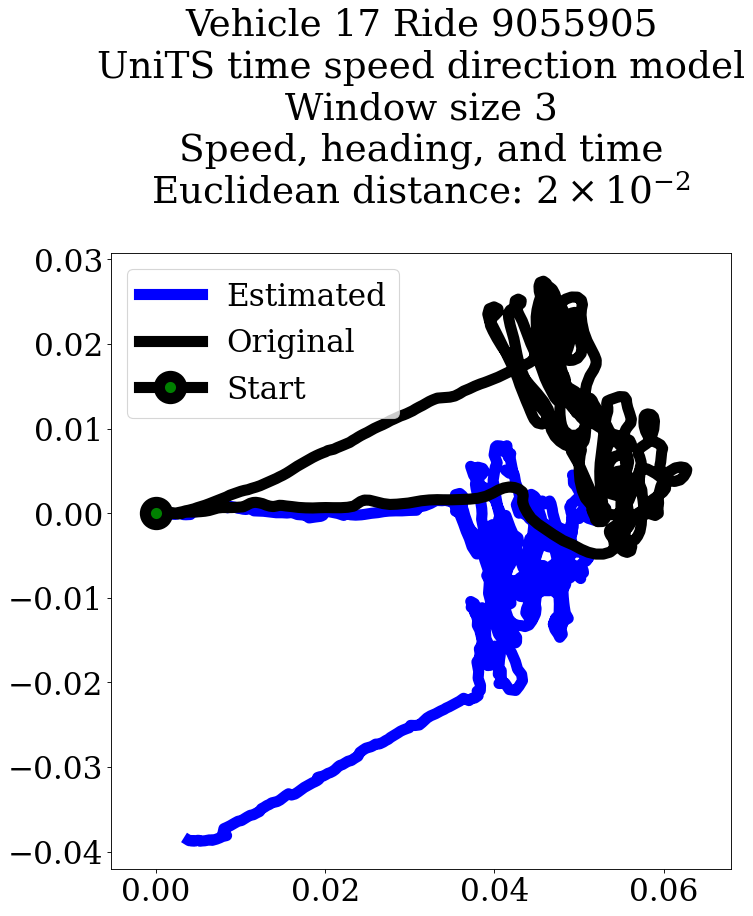 Vehicle 17 Ride 9055905
UniTS time speed direction model
Window size 3
Speed, heading, and time
Euclidean distance: $2 \times 10^{-2}$
0.03
0.02
0.01
0.00
−0.01
−0.02
−0.03
−0.04
Estimated
Original
Start
0.00 0.02 0.04 0.06